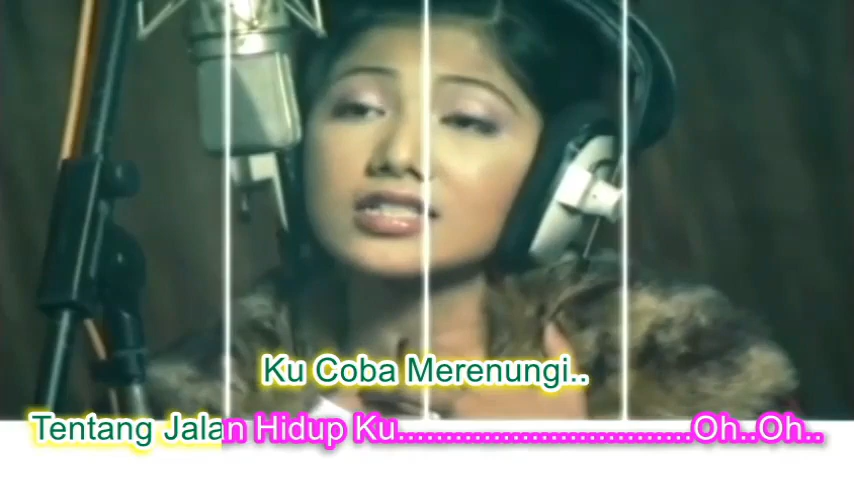 Ku Coba Merenungi..
Tentang Jalan Hidup Ku................................Oh..Oh..